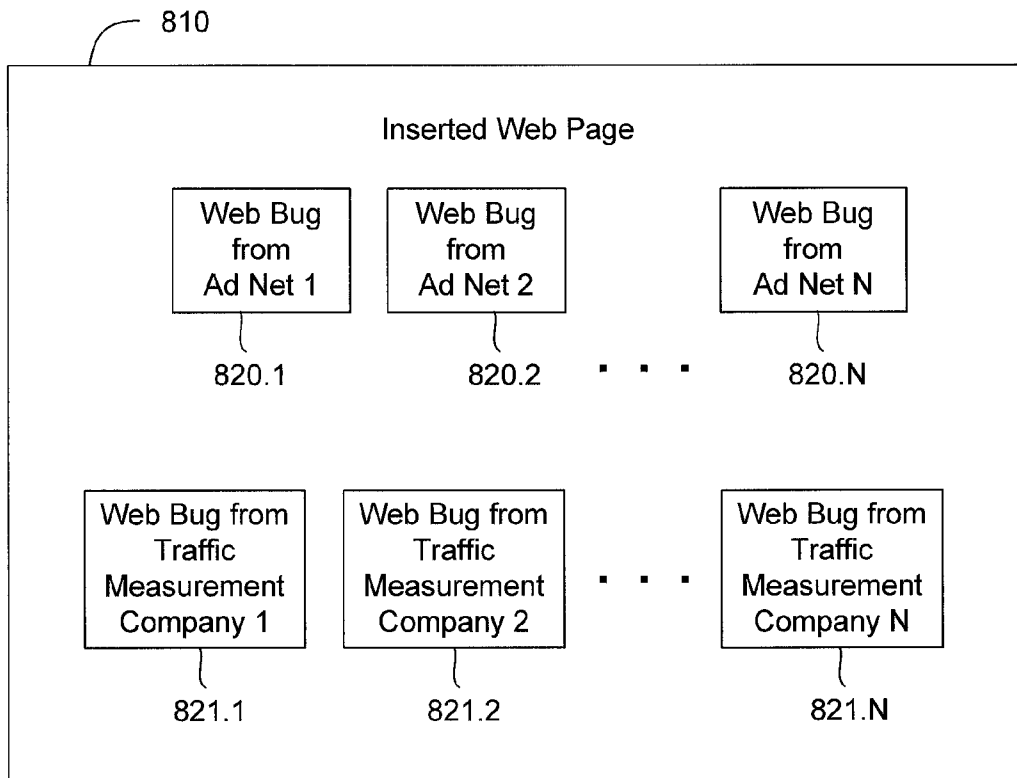 810
Inserted Web Page
Web Bug
from
Ad Net 1
Web Bug
from
Ad Net 2
Web Bug
from
Ad Net N
820.1
820.2
. . .
820.N
Web Bug from
Traffic
Measurement
Company 1
Web Bug from
Traffic
Measurement
Company 2
. . .
Web Bug from
Traffic
Measurement
Company N
821.1
821.2
821.N